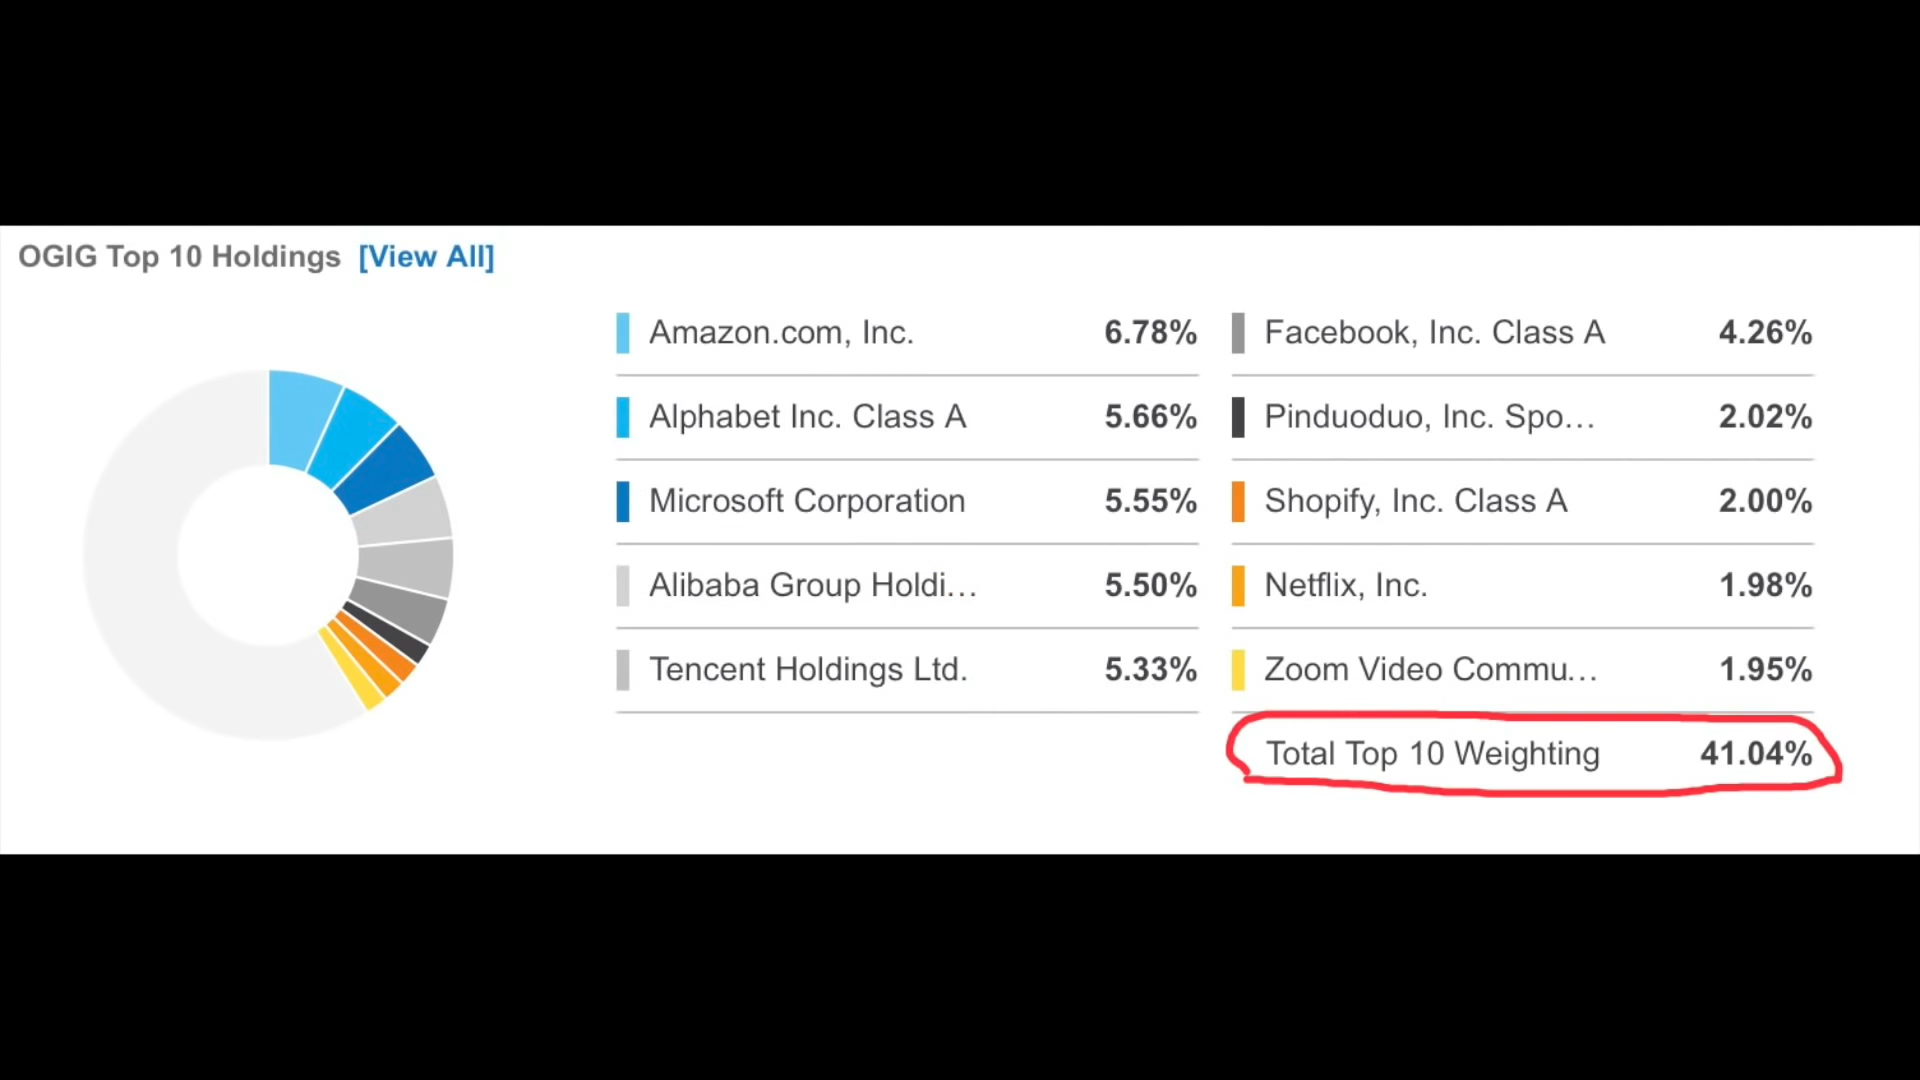 OGIG Top 10 Holdings [View All]
Amazon.com, Inc. 6.78%
Alphabet Inc. Class A 5.66%
Microsoft Corporation 5.55%
Alibaba Group Holdi... 5.50%
Tencent Holdings Ltd. 5.33%
Facebook, Inc. Class A 4.26%
Pinduoduo, Inc. Spo... 2.02%
Shopify, Inc. Class A 2.00%
Netflix, Inc. 1.98%
Zoom Video Commu... 1.95%
Total Top 10 Weighting 41.04%